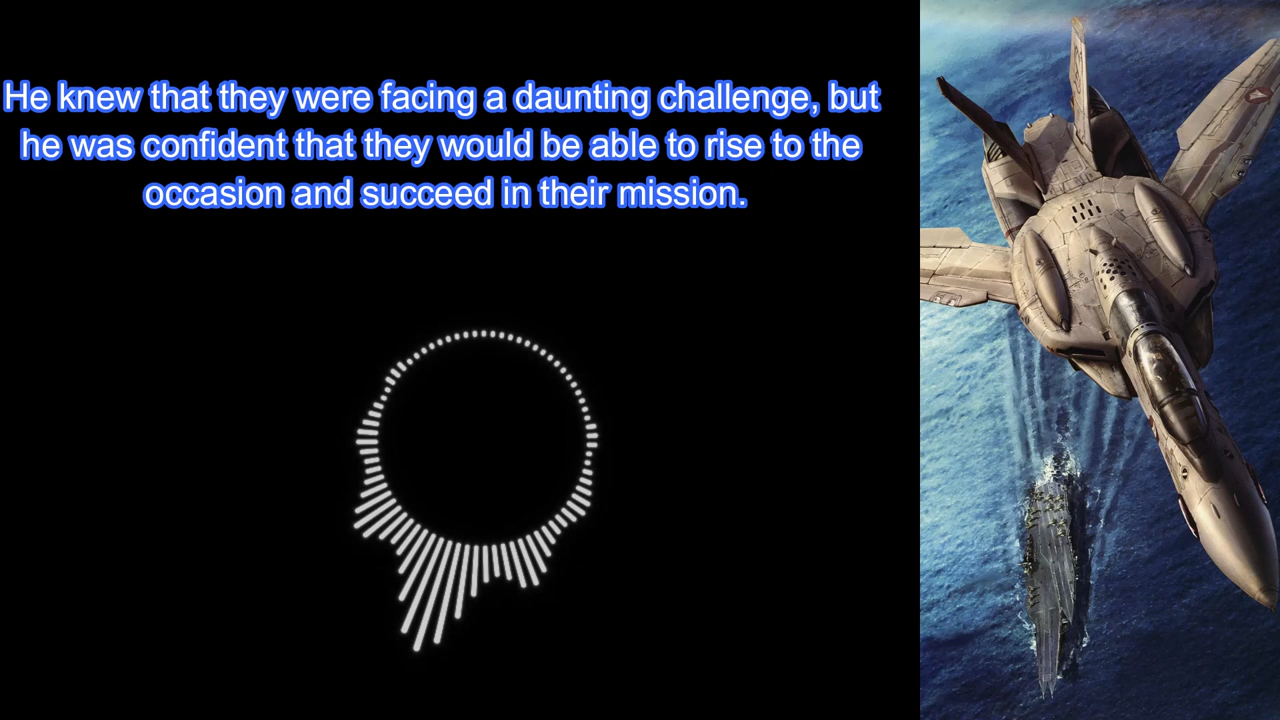 He knew that they were facing a daunting challenge, but
he was confident that they would be able to rise to the
occasion and succeed in their mission.